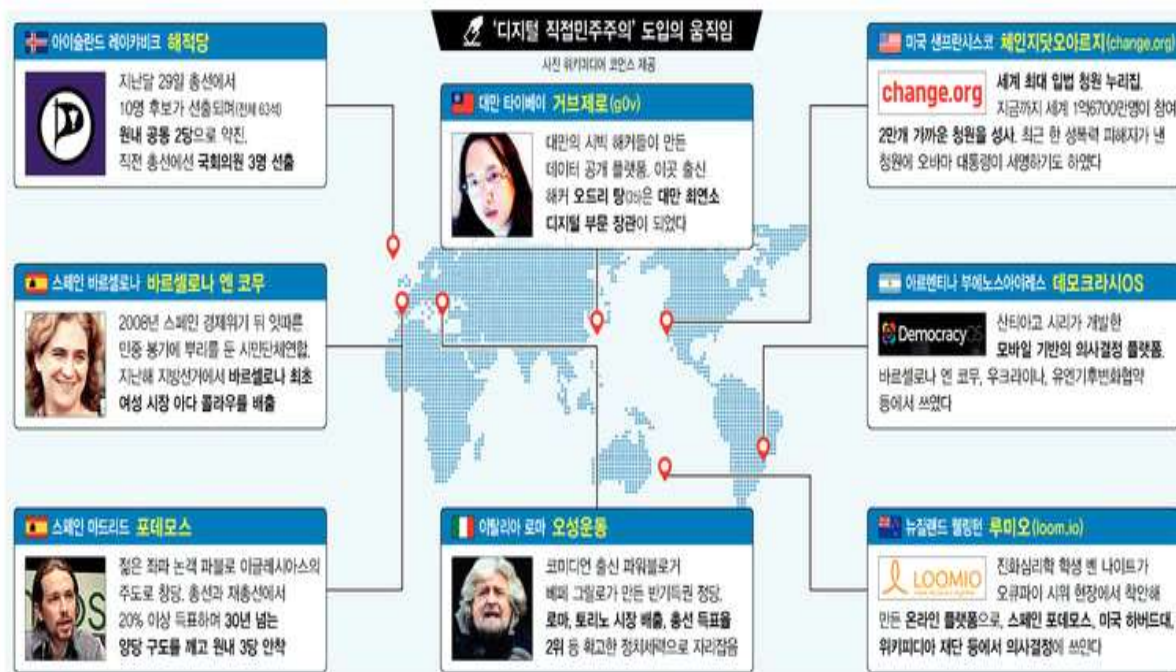 '디지털 직접민주주의' 도입의 움직임
사진 위키미디어 코먼스 제공
아이슬란드 레이캬비크 해적당
지난달 29일 총선에서
10명 후보가 선출되며(전체 63석)
원내 공동 2당으로 약진.
직전 총선에선 국회의원 3명 선출
대만 타이베이 거브제로(g0v)
대만의 시빅 해커들이 만든
데이터 공개 플랫폼. 이곳 출신
해커 오드리 탕(35)은 대만 최연소
디지털 부문 장관이 되었다
미국 샌프란시스코 체인지닷오아르지(change.org)
change.org
세계 최대 입법 청원 누리집.
지금까지 세계 1억6700만명이 참여
2만개 가까운 청원을 성사. 최근 한 성폭력 피해자가 낸
청원에 오바마 대통령이 서명하기도 하였다
스페인 바르셀로나 바르셀로나 엔 코무
2008년 스페인 경제위기 뒤 잇따른
민중 봉기에 뿌리를 둔 시민단체연합.
지난해 지방선거에서 바르셀로나 최초
여성 시장 아다 콜라우를 배출
아르헨티나 부에노스아이레스 데모크라시OS
DemocracyOS
산티아고 시리가 개발한
모바일 기반의 의사결정 플랫폼.
바르셀로나 엔 코무, 우크라이나, 유엔기후변화협약
등에서 쓰였다
스페인 마드리드 포데모스
젊은 좌파 논객 파블로 이글레시아스의
주도로 창당. 총선과 재총선에서
20% 이상 득표하며 30년 넘는
양당 구도를 깨고 원내 3당 안착
이탈리아 로마 오성운동
코미디언 출신 파워블로거
베페 그릴로가 만든 반기득권 정당.
로마, 토리노 시장 배출, 총선 득표율
2위 등 확고한 정치세력으로 자리잡음
뉴질랜드 웰링턴 루미오(loom.io)
LOOMIO
진화심리학 학생 벤 나이트가
오큐파이 시위 현장에서 착안해
만든 온라인 플랫폼으로, 스페인 포데모스, 미국 하버드대,
위키피디아 재단 등에서 의사결정에 쓰인다